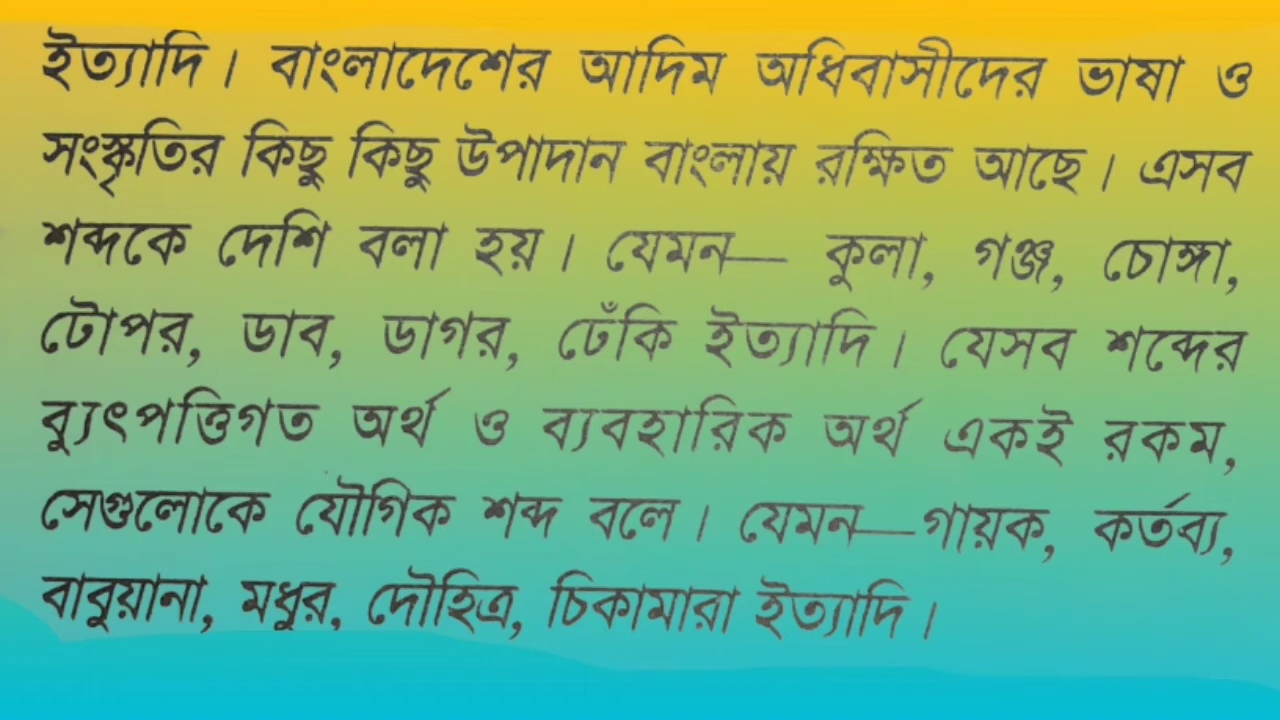 ইত্যাদি। বাংলাদেশের আদিম অধিবাসীদের ভাষা ও
সংস্কৃতির কিছু কিছু উপাদান বাংলায় রক্ষিত আছে। এসব
শব্দকে দেশি বলা হয়। যেমন— কুলা, গঞ্জ, চোঙ্গা,
টোপর, ডাব, ডাগর, ঢেঁকি ইত্যাদি। যেসব শব্দের
ব্যুৎপত্তিগত অর্থ ও ব্যবহারিক অর্থ একই রকম,
সেগুলোকে যৌগিক শব্দ বলে। যেমন—গায়ক, কর্তব্য,
বাবুয়ানা, মধুর, দৌহিত্র, চিকামারা ইত্যাদি।